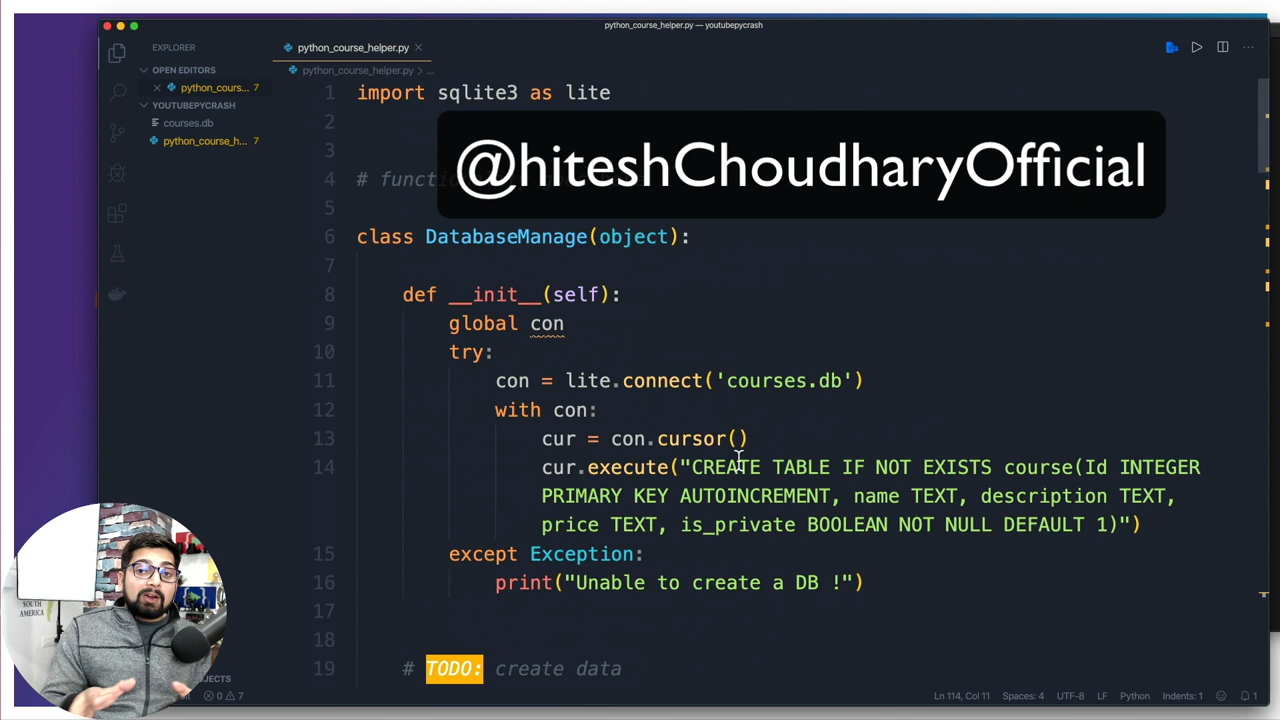 python_course_helper.py — youtubepycrash
EXPLORER
python_course_helper.py
OPEN EDITORS
python_course_helper.py > ...
python_cours... 7
YOUTUBEPYCRASH
courses.db
python_course_h... 7
1 import sqlite3 as lite
2
3
@hiteshChoudharyOfficial
4 # functi
5
6 class DatabaseManage(object):
7
8 def __init__(self):
9 global con
10 try:
11 con = lite.connect('courses.db')
12 with con:
13 cur = con.cursor()
14 cur.execute("CREATE TABLE IF NOT EXISTS course(Id INTEGER
PRIMARY KEY AUTOINCREMENT, name TEXT, description TEXT,
price TEXT, is_private BOOLEAN NOT NULL DEFAULT 1)")
15 except Exception:
16 print("Unable to create a DB !")
17
18
19 # TODO: create data
SOUTH
AMERICA
0 7
Ln 114, Col 11 Spaces: 4 UTF-8 LF Python Indents: 1 1